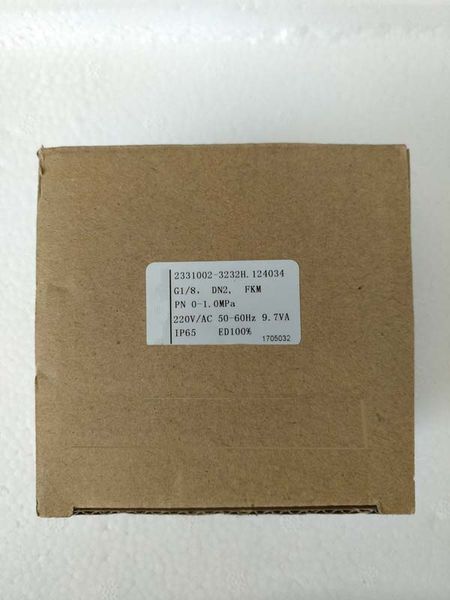 2331002-3232H.124034
G1/8. DN2, FKM
PN 0-1.0MPa
220V/AC 50-60Hz 9.7VA
IP65 ED100%
1705032